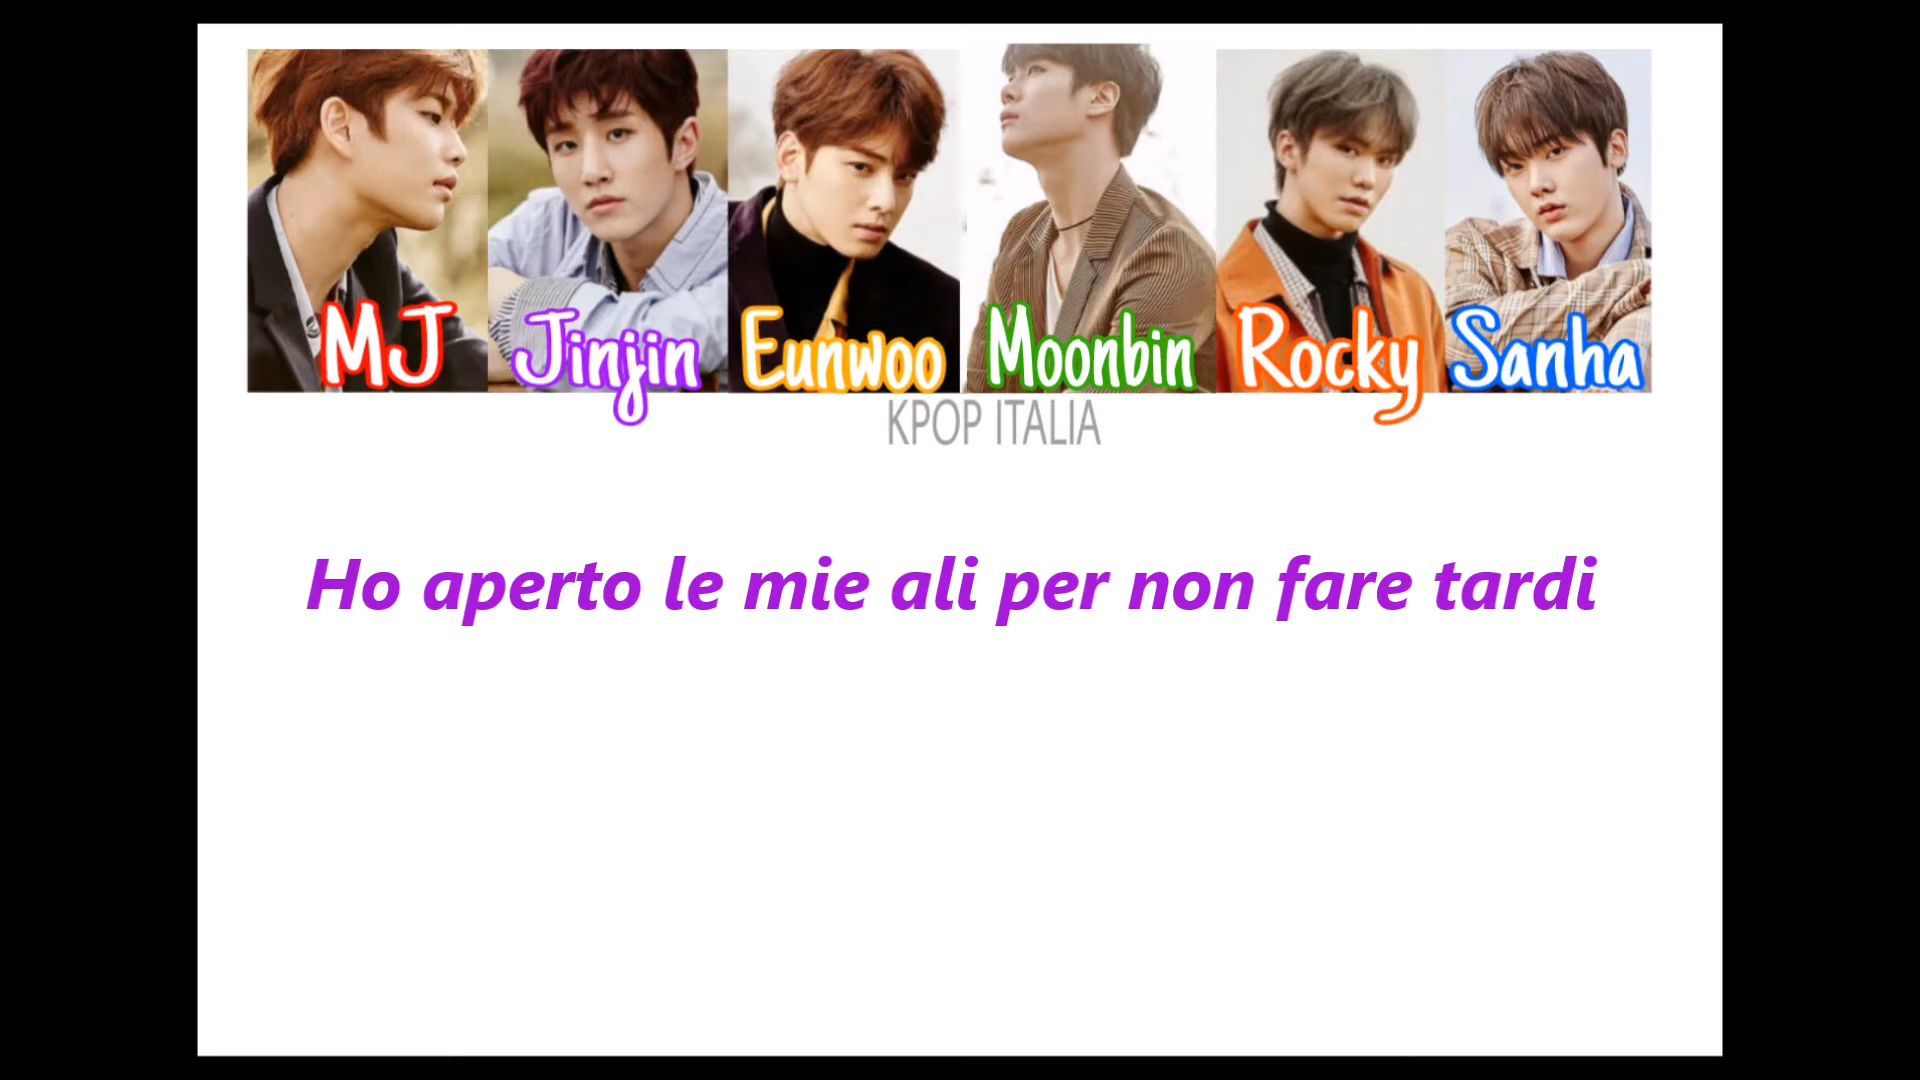 MJ Jinjin Eunwoo Moonbin Rocky Sanha
KPOP ITALIA
Ho aperto le mie ali per non fare tardi